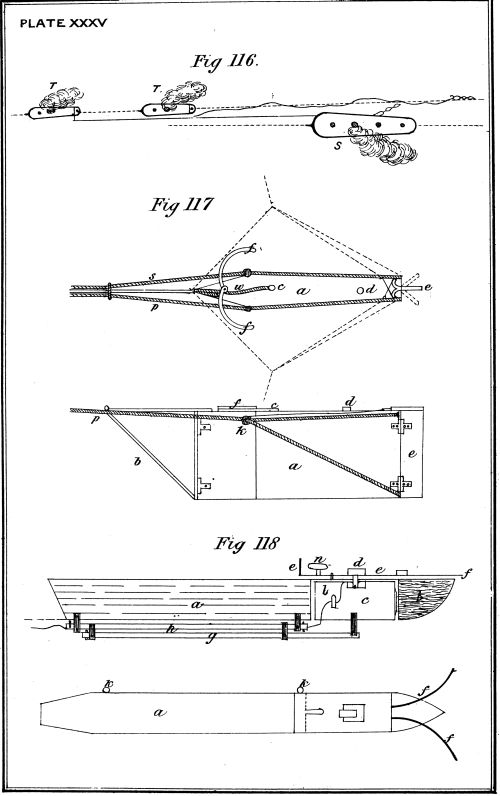 PLATE XXXV
Fig 116.
T T.
S
Fig 117
f
s
w c a d e
p
f
f c d
p k
b a e
Fig 118
e n d e f
l
a c b
h
g
k k
a f
f